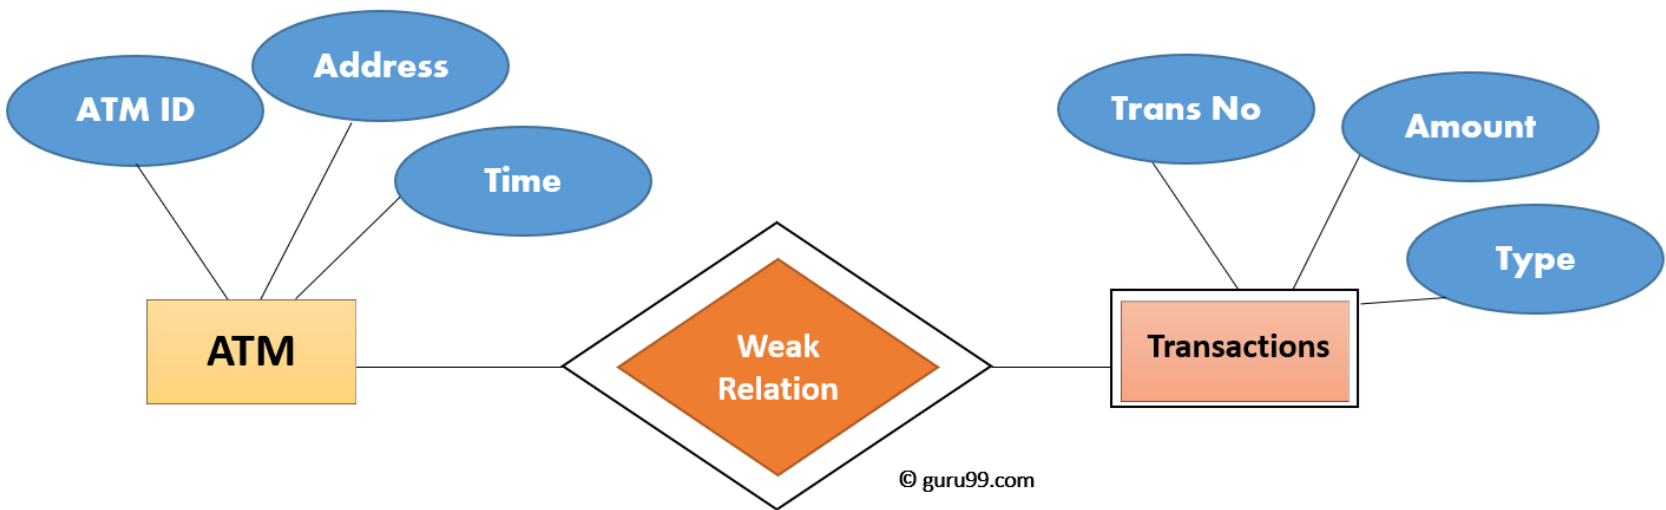 ATM ID
Address
Time
Trans No
Amount
Type
ATM
Weak
Relation
Transactions
© guru99.com